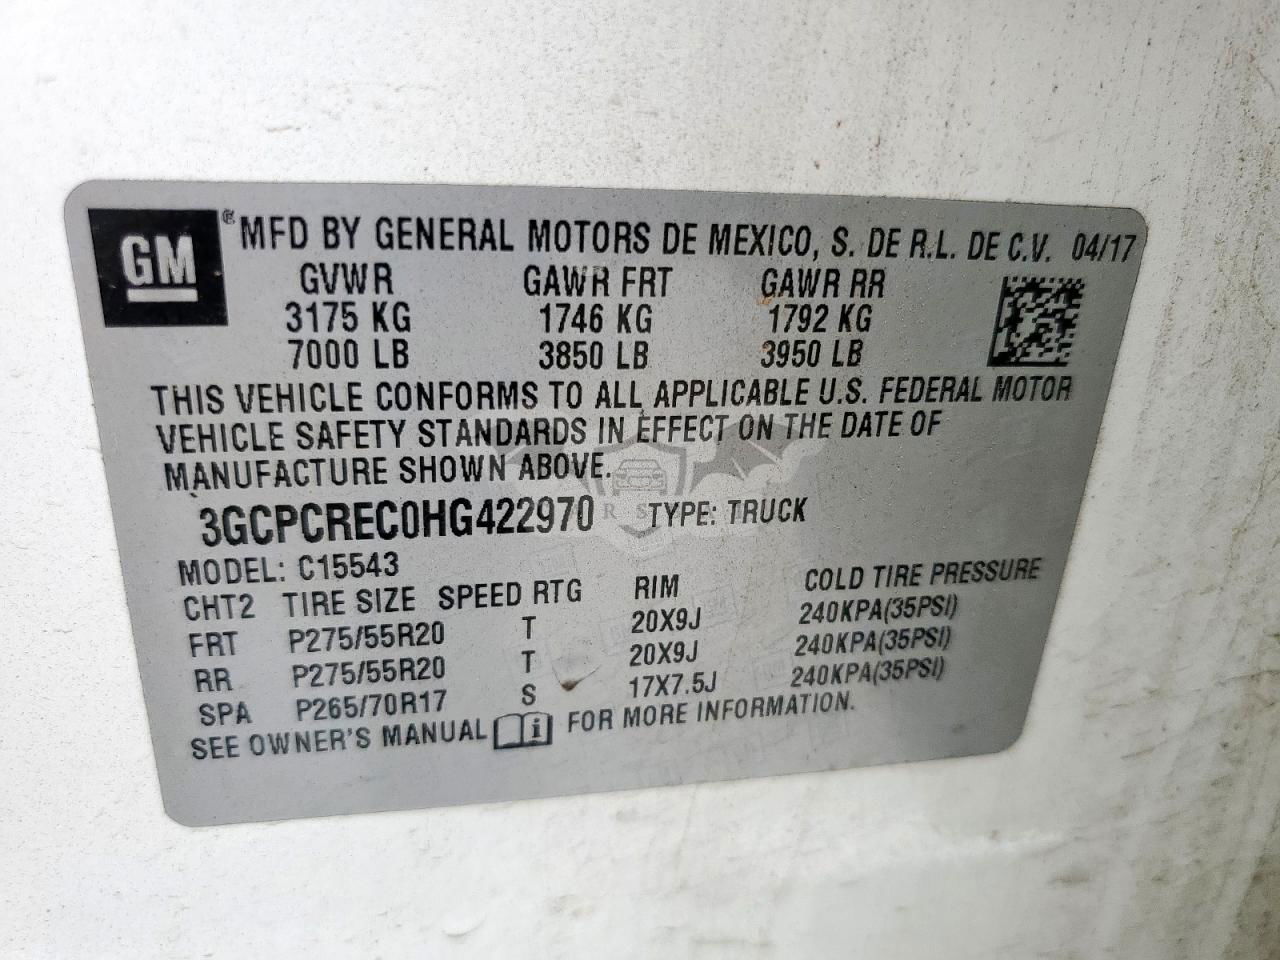 GM ® MFD BY GENERAL MOTORS DE MEXICO, S. DE R.L. DE C.V. 04/17
GVWR GAWR FRT GAWR RR
3175 KG 1746 KG 1792 KG
7000 LB 3850 LB 3950 LB
THIS VEHICLE CONFORMS TO ALL APPLICABLE U.S. FEDERAL MOTOR
VEHICLE SAFETY STANDARDS IN EFFECT ON THE DATE OF
MANUFACTURE SHOWN ABOVE.
3GCPCREC0HG422970 TYPE: TRUCK
MODEL: C15543
CHT2 TIRE SIZE SPEED RTG RIM COLD TIRE PRESSURE
FRT P275/55R20 T 20X9J 240KPA(35PSI)
RR P275/55R20 T 20X9J 240KPA(35PSI)
SPA P265/70R17 S 17X7.5J 240KPA(35PSI)
SEE OWNER'S MANUAL i FOR MORE INFORMATION.